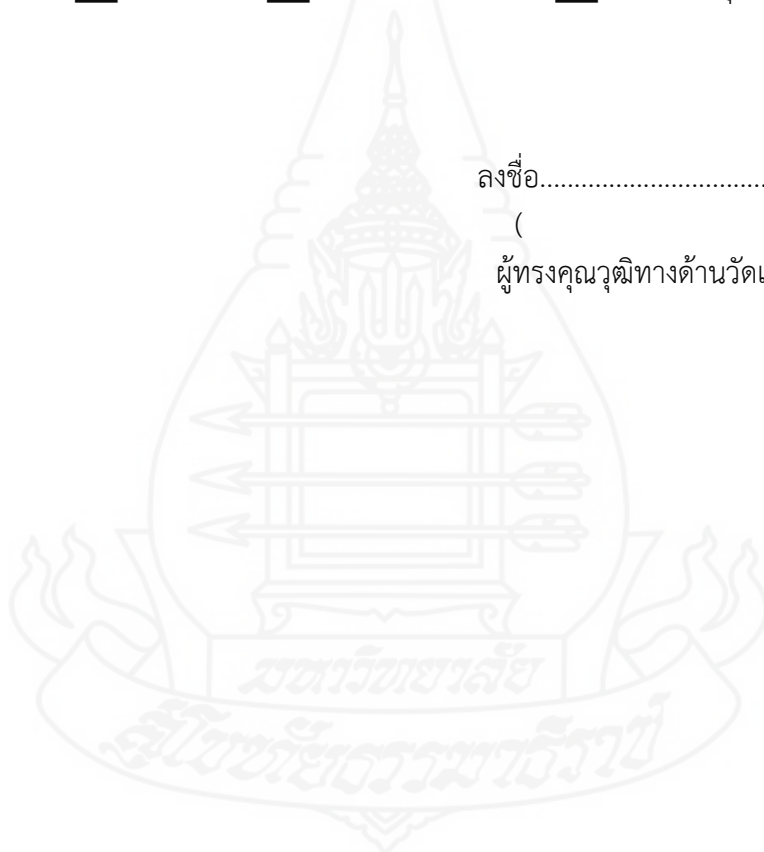 ลงชื่อ..................................
(
ผู้ทรงคุณวุฒิทางด้านวัด
มหาวิทยาลัย
สุโขทัยธรรมาธิราช